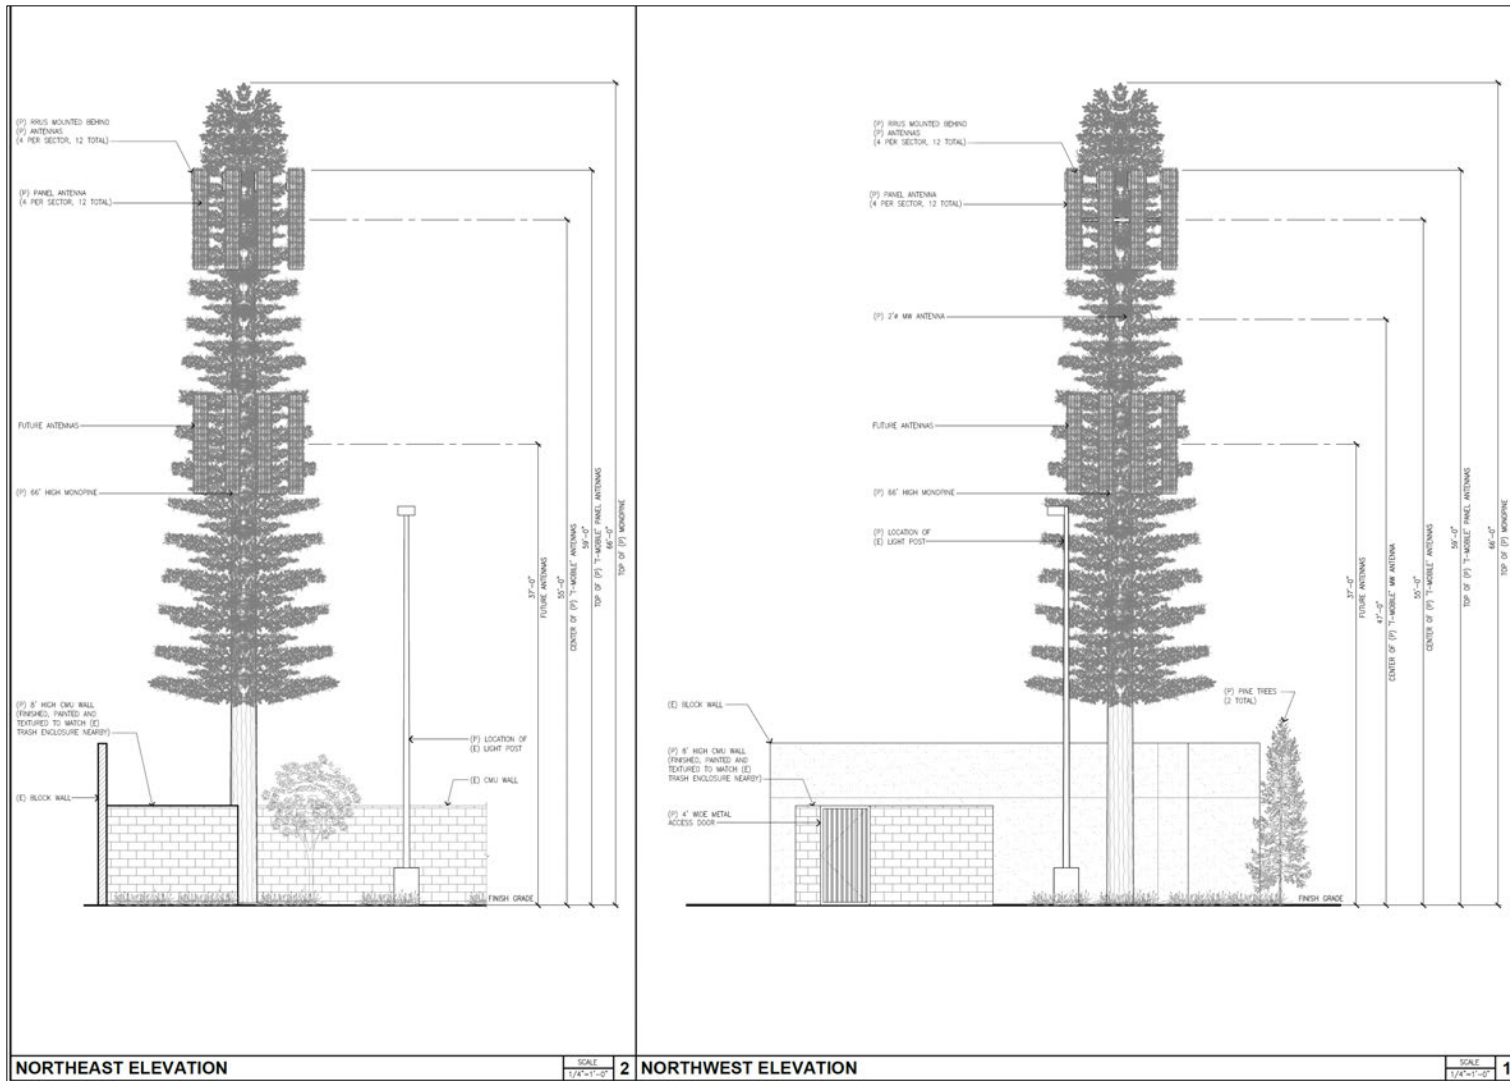 (P) RRUS MOUNTED BEHIND
(P) ANTENNAS
(4 PER SECTOR, 12 TOTAL)
(P) PANEL ANTENNA
(4 PER SECTOR, 12 TOTAL)
FUTURE ANTENNAS
(P) 66' HIGH MONOPINE
(P) 8' HIGH CMU WALL
(FINISHED, PAINTED AND
TEXTURED TO MATCH (E)
TRASH ENCLOSURE NEARBY)
(E) BLOCK WALL
(P) LOCATION OF
(E) LIGHT POST
(E) CMU WALL
FINISH GRADE
37'-0"
FUTURE ANTENNAS
55'-0"
CENTER OF (P) "T-MOBILE" ANTENNAS
59'-0"
TOP OF (P) "T-MOBILE" PANEL ANTENNAS
66'-0"
TOP OF (P) MONOPINE
NORTHEAST ELEVATION
SCALE
1/4"=1'-0"
2
(P) RRUS MOUNTED BEHIND
(P) ANTENNAS
(4 PER SECTOR, 12 TOTAL)
(P) PANEL ANTENNA
(4 PER SECTOR, 12 TOTAL)
(P) 2'ø MW ANTENNA
FUTURE ANTENNAS
(P) 66' HIGH MONOPINE
(P) LOCATION OF
(E) LIGHT POST
(E) BLOCK WALL
(P) 8' HIGH CMU WALL
(FINISHED, PAINTED AND
TEXTURED TO MATCH (E)
TRASH ENCLOSURE NEARBY)
(P) 4' WIDE METAL
ACCESS DOOR
(P) PINE TREES
(2 TOTAL)
FINISH GRADE
37'-0"
FUTURE ANTENNAS
47'-0"
CENTER OF (P) "T-MOBILE" MW ANTENNA
55'-0"
CENTER OF (P) "T-MOBILE" ANTENNAS
59'-0"
TOP OF (P) "T-MOBILE" PANEL ANTENNAS
66'-0"
TOP OF (P) MONOPINE
NORTHWEST ELEVATION
SCALE
1/4"=1'-0"
1